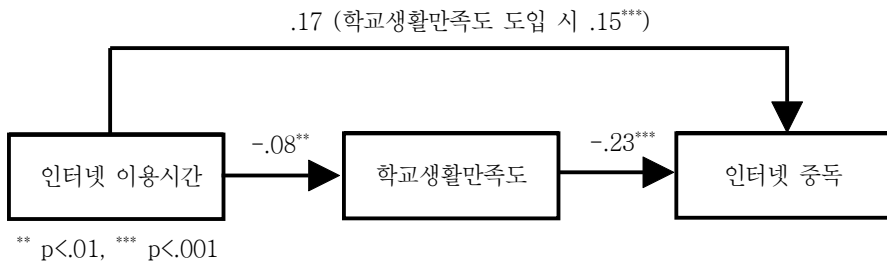 .17 (학교생활만족도 도입 시 .15***)
-.08**
-.23***
인터넷 이용시간
학교생활만족도
인터넷 중독
** p<.01, *** p<.001